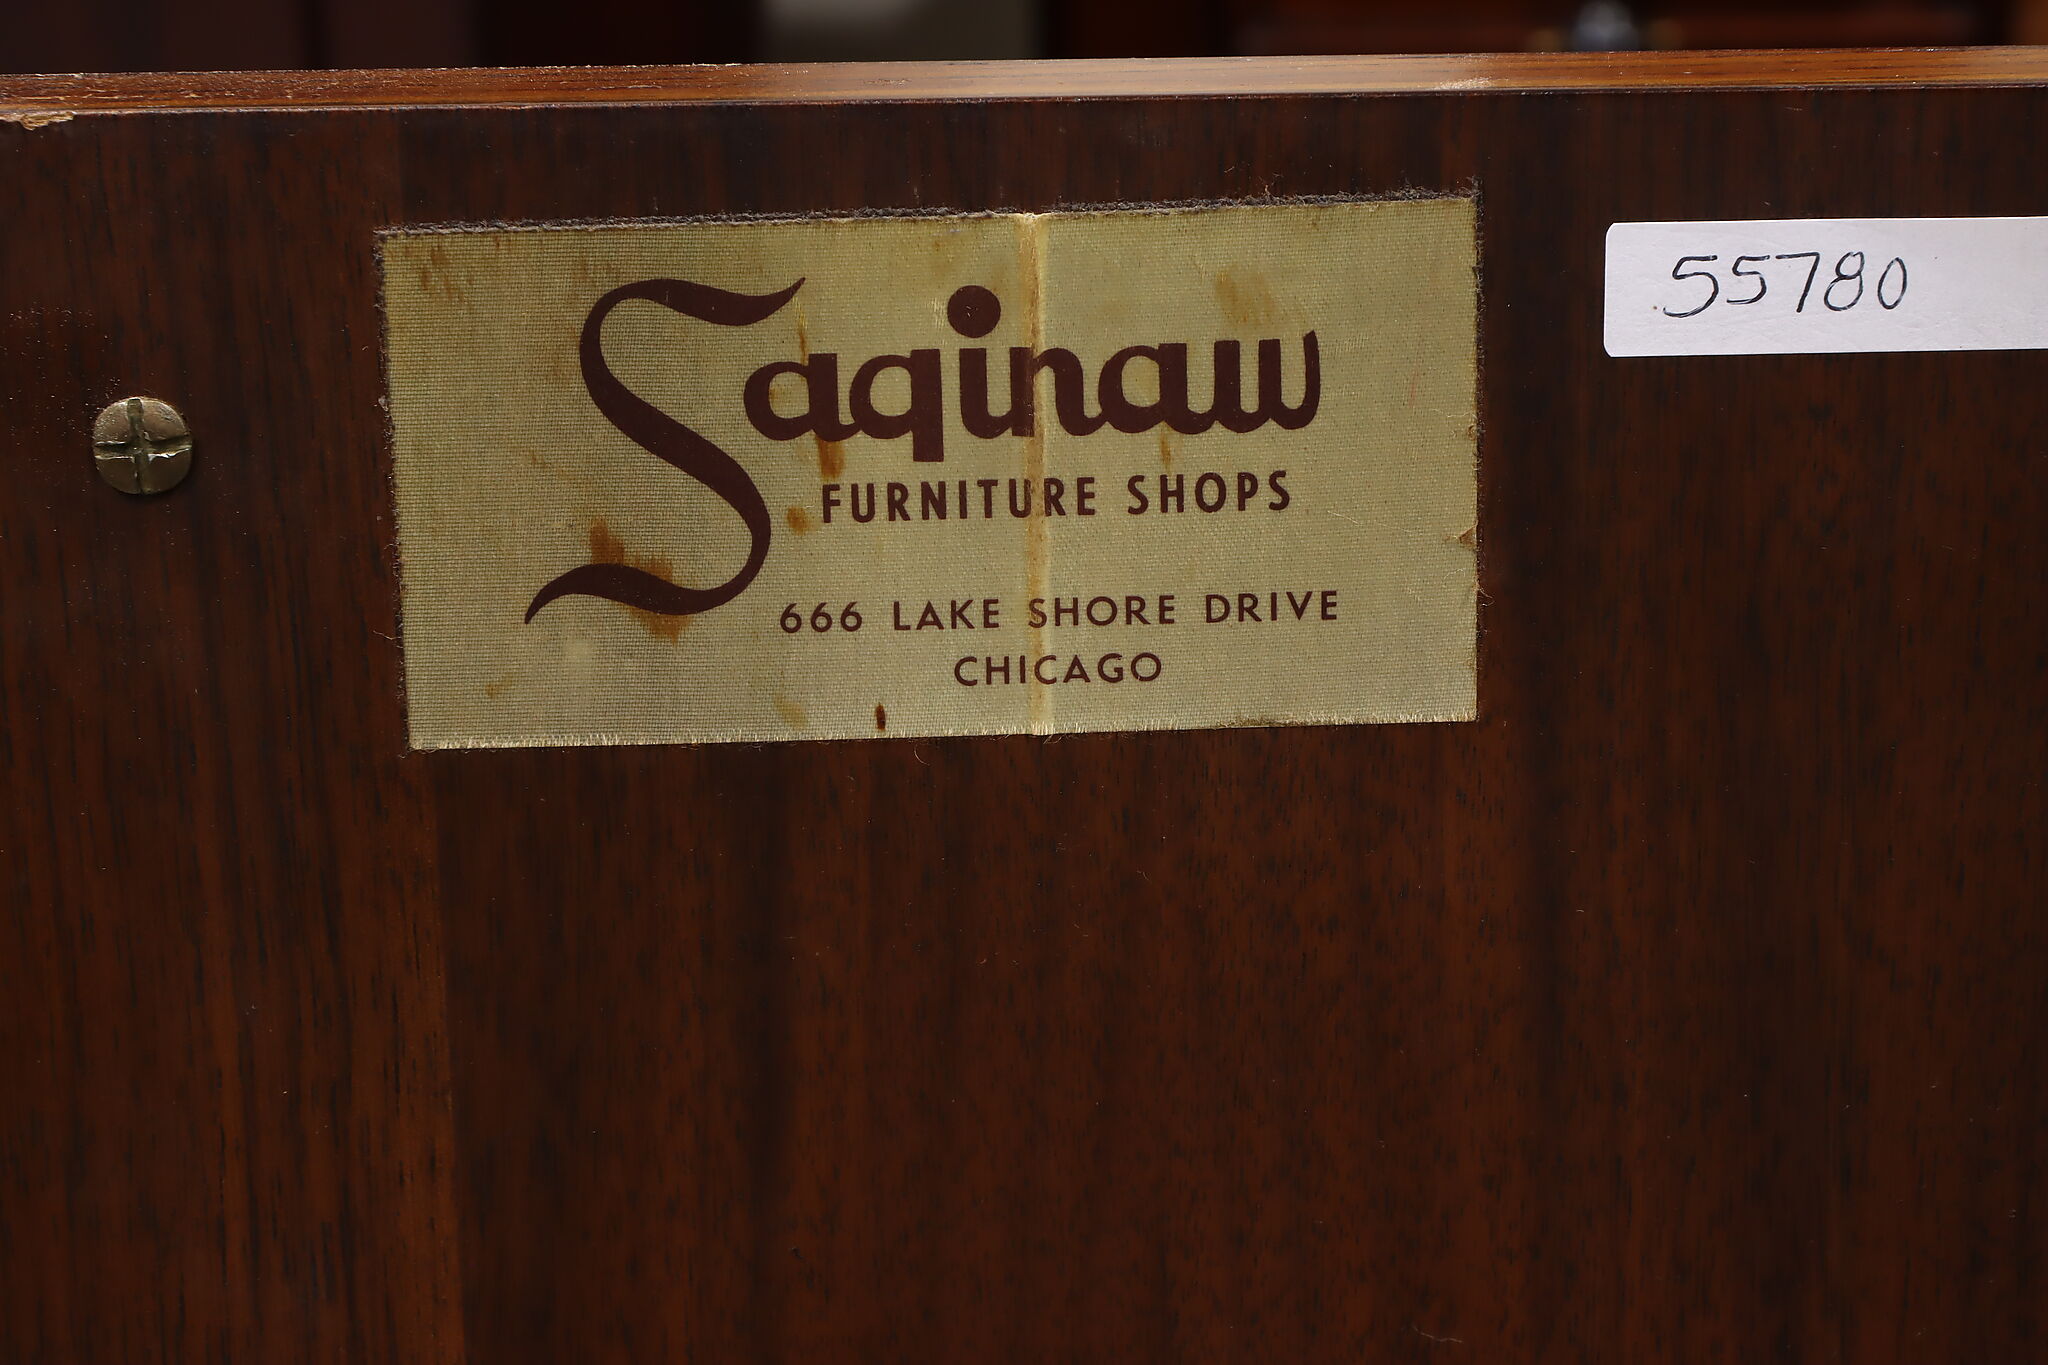 Saginaw
FURNITURE SHOPS
666 LAKE SHORE DRIVE
CHICAGO
55780